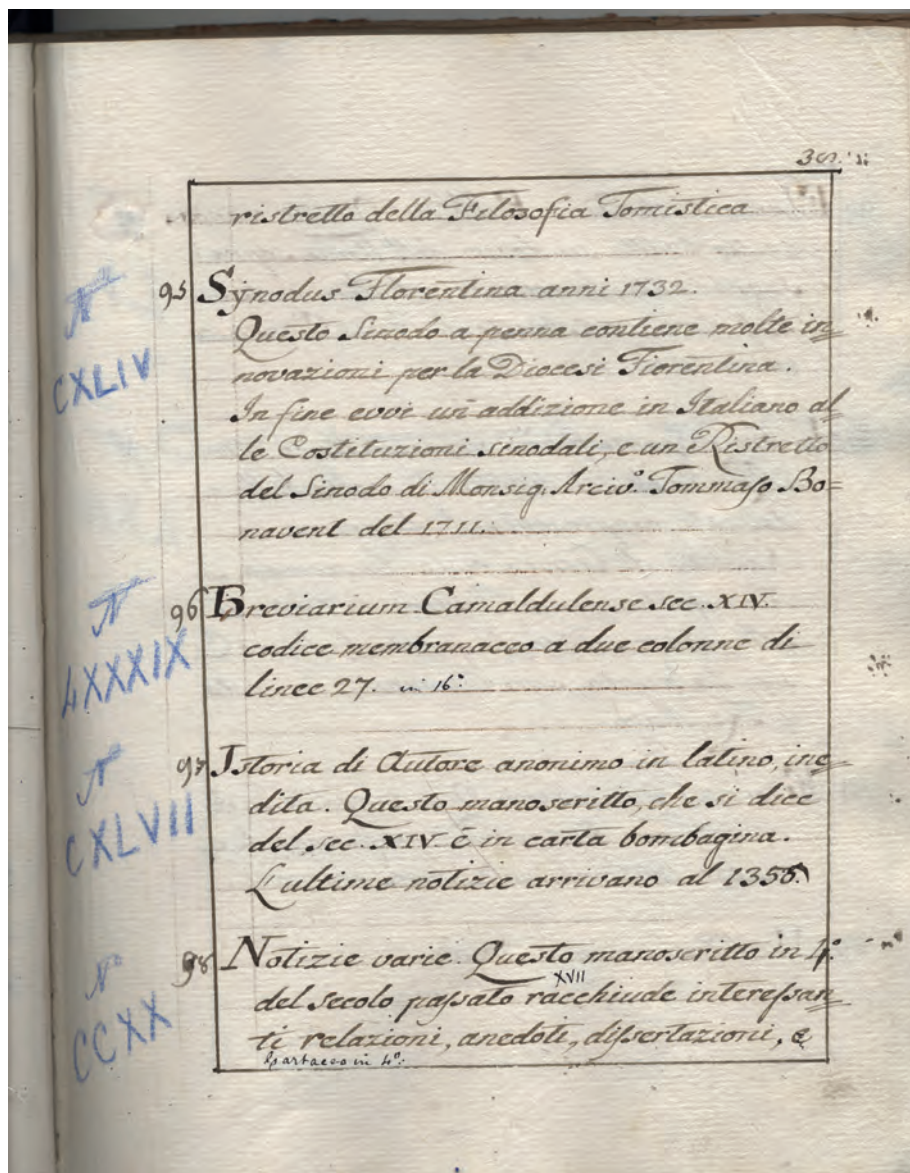 ristretto della Filosofia Tomistica
N
CXLIV
95 Synodus Florentina anni 1732.
Questo Sinodo a penna contiene molte in=
novazioni per la Diocesi Fiorentina.
In fine evvi un' addizione in Italiano al=
le Costituzioni sinodali, e un Ristretto
del Sinodo di Monsig. Arciv.º Tommaso Bo=
navent del 1711.
N
4XXXIX
96 Breviarium Camaldulense sec. XIV.
codice membranaceo a due colonne di
linee 27. in 16.º
N
CXLVII
97 Istoria di Autore anonimo in latino, ine=
dita. Questo manoscritto, che si dice
del sec. XIV è in carta bombagina.
L'ultime notizie arrivano al 1355.
Nº
CCXX
98 Notizie varie. Questo manoscritto in 4.º
XVII
del secolo passato racchiude interessan=
ti relazioni, anedoti, dissertazioni, e
cartaceo in 4º.